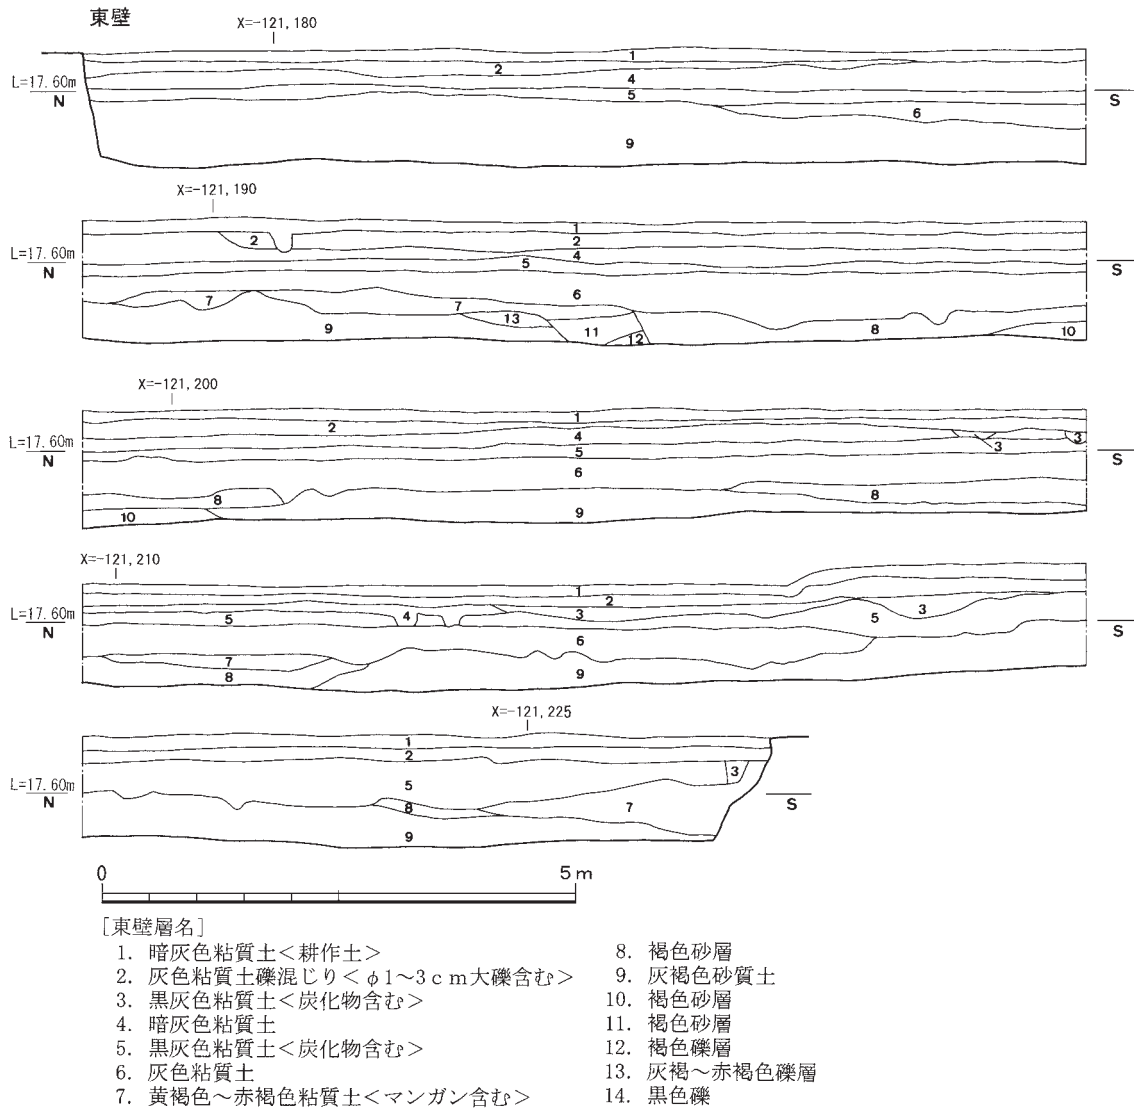 東壁
X=-121,180
1
2
4
L=17.60m
N
5
S
6
9
X=-121,190
1
2
2
4
L=17.60m
N
5
S
6
7
7
13
9
11
8
10
12
X=-121,200
1
2
4
3
L=17.60m
N
5
3
S
6
8
8
10
9
X=-121,210
1
2
3
L=17.60m
N
5
4
3
5
S
6
7
8
9
X=-121,225
1
2
3
L=17.60m
N
5
S
8
7
9
0 5m
[東壁層名]
1. 暗灰色粘質土<耕作土>
2. 灰色粘質土礫混じり<φ1~3cm大礫含む>
3. 黒灰色粘質土<炭化物含む>
4. 暗灰色粘質土
5. 黒灰色粘質土<炭化物含む>
6. 灰色粘質土
7. 黄褐色~赤褐色粘質土<マンガン含む>
8. 褐色砂層
9. 灰褐色砂質土
10. 褐色砂層
11. 褐色砂層
12. 褐色礫層
13. 灰褐~赤褐色礫層
14. 黒色礫